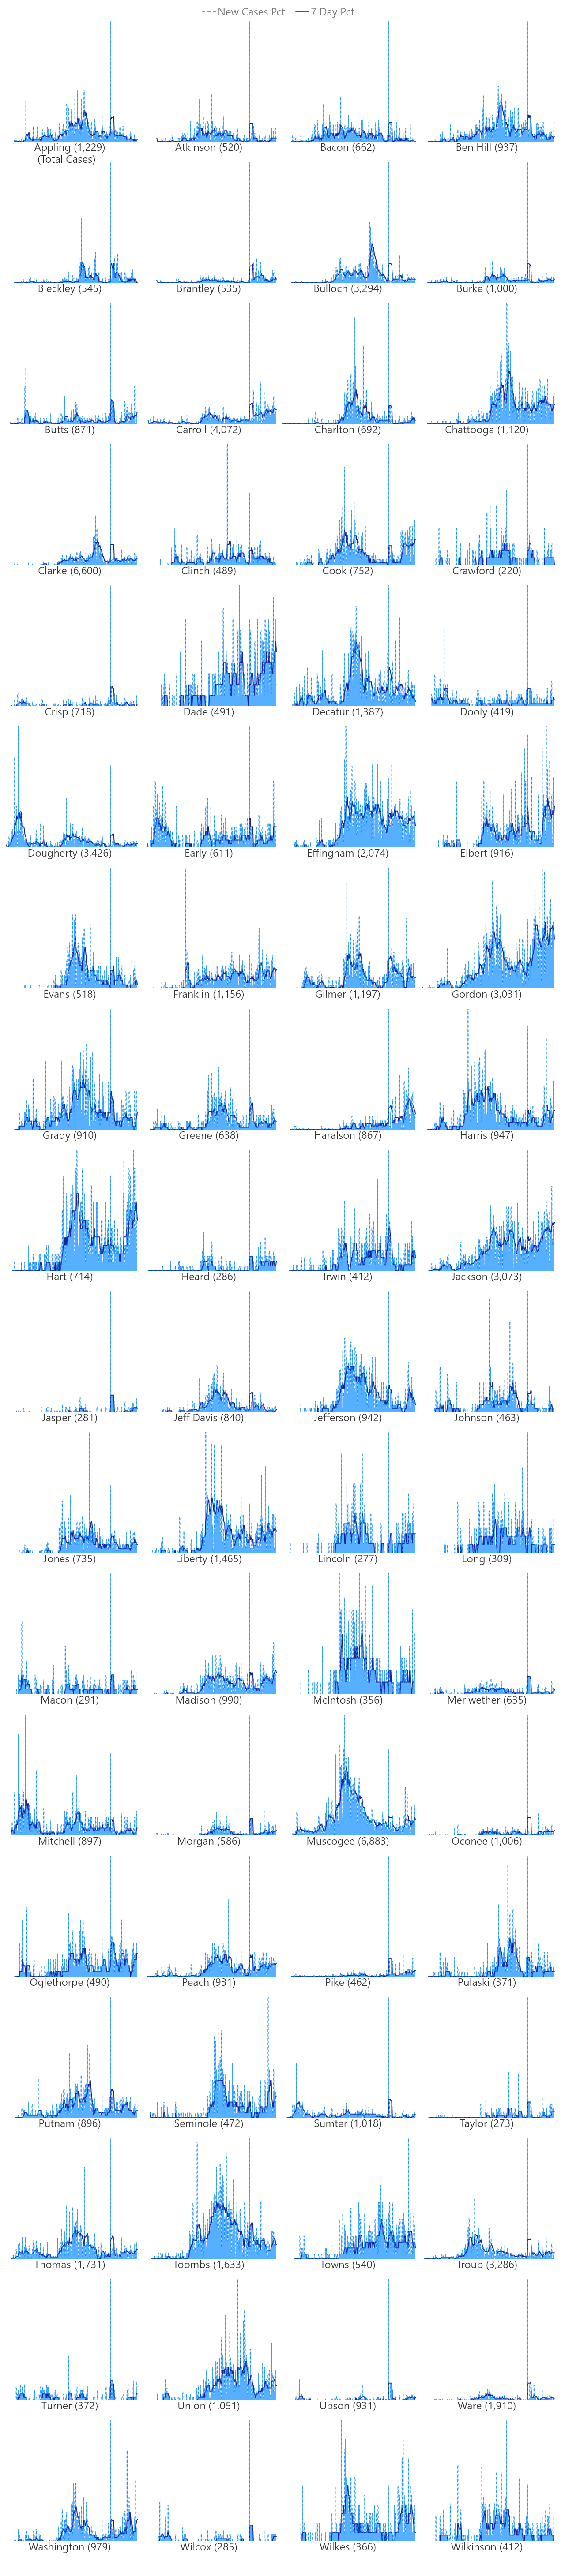 New Cases Pct 7 Day Pct
Appling (1,229) Atkinson (520) Bacon (662) Ben Hill (937)
(Total Cases)
Bleckley (545) Brantley (535) Bulloch (3,294) Burke (1,000)
Butts (871) Carroll (4,072) Charlton (692) Chattooga (1,120)
Clarke (6,600) Clinch (489) Cook (752) Crawford (220)
Crisp (718) Dade (491) Decatur (1,387) Dooly (419)
Dougherty (3,426) Early (611) Effingham (2,074) Elbert (916)
Evans (518) Franklin (1,156) Gilmer (1,197) Gordon (3,031)
Grady (910) Greene (638) Haralson (867) Harris (947)
Hart (714) Heard (286) Irwin (412) Jackson (3,073)
Jasper (281) Jeff Davis (840) Jefferson (942) Johnson (463)
Jones (735) Liberty (1,465) Lincoln (277) Long (309)
Macon (291) Madison (990) McIntosh (356) Meriwether (635)
Mitchell (897) Morgan (586) Muscogee (6,883) Oconee (1,006)
Oglethorpe (490) Peach (931) Pike (462) Pulaski (371)
Putnam (896) Seminole (472) Sumter (1,018) Taylor (273)
Thomas (1,731) Toombs (1,633) Towns (540) Troup (3,286)
Turner (372) Union (1,051) Upson (931) Ware (1,910)
Washington (979) Wilcox (285) Wilkes (366) Wilkinson (412)